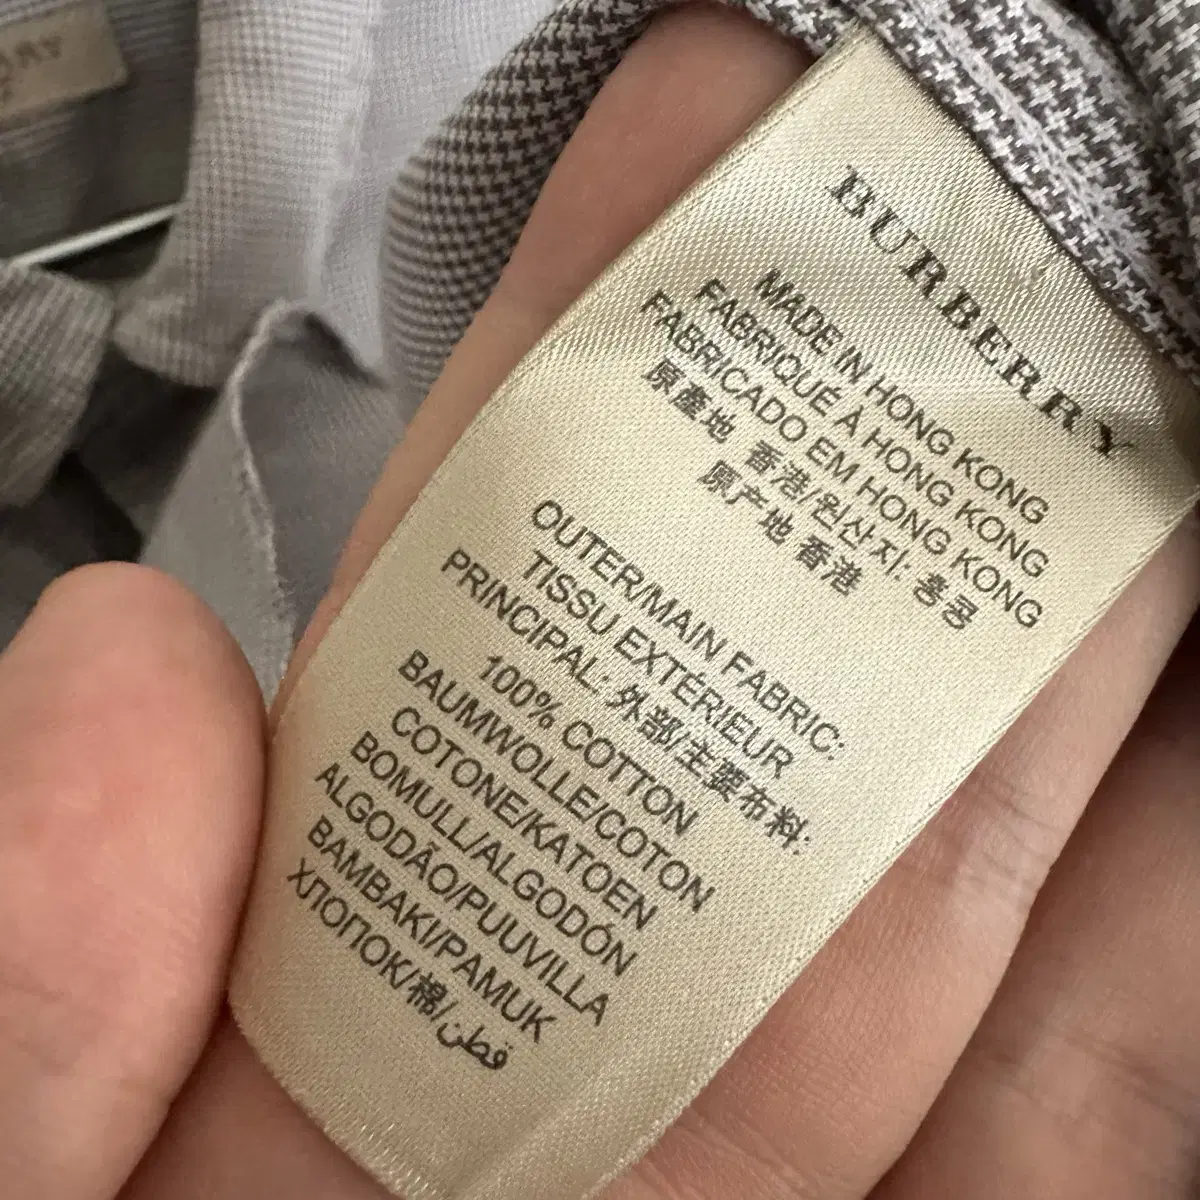 BURBERRY
MADE IN HONG KONG
FABRIQUÉ À HONG KONG
FABRICADO EM HONG KONG
原產地 香港/원산지: 홍콩
原产地 香港
OUTER/MAIN FABRIC:
TISSU EXTÉRIEUR
PRINCIPAL: 外部/主要布料:
100% COTTON
BAUMWOLLE/COTON
COTONE/KATOEN
BOMULL/ALGODÓN
ALGODÃO/PUUVILLA
BAMBAKI/PAMUK
ХЛОПОК/棉/قطن